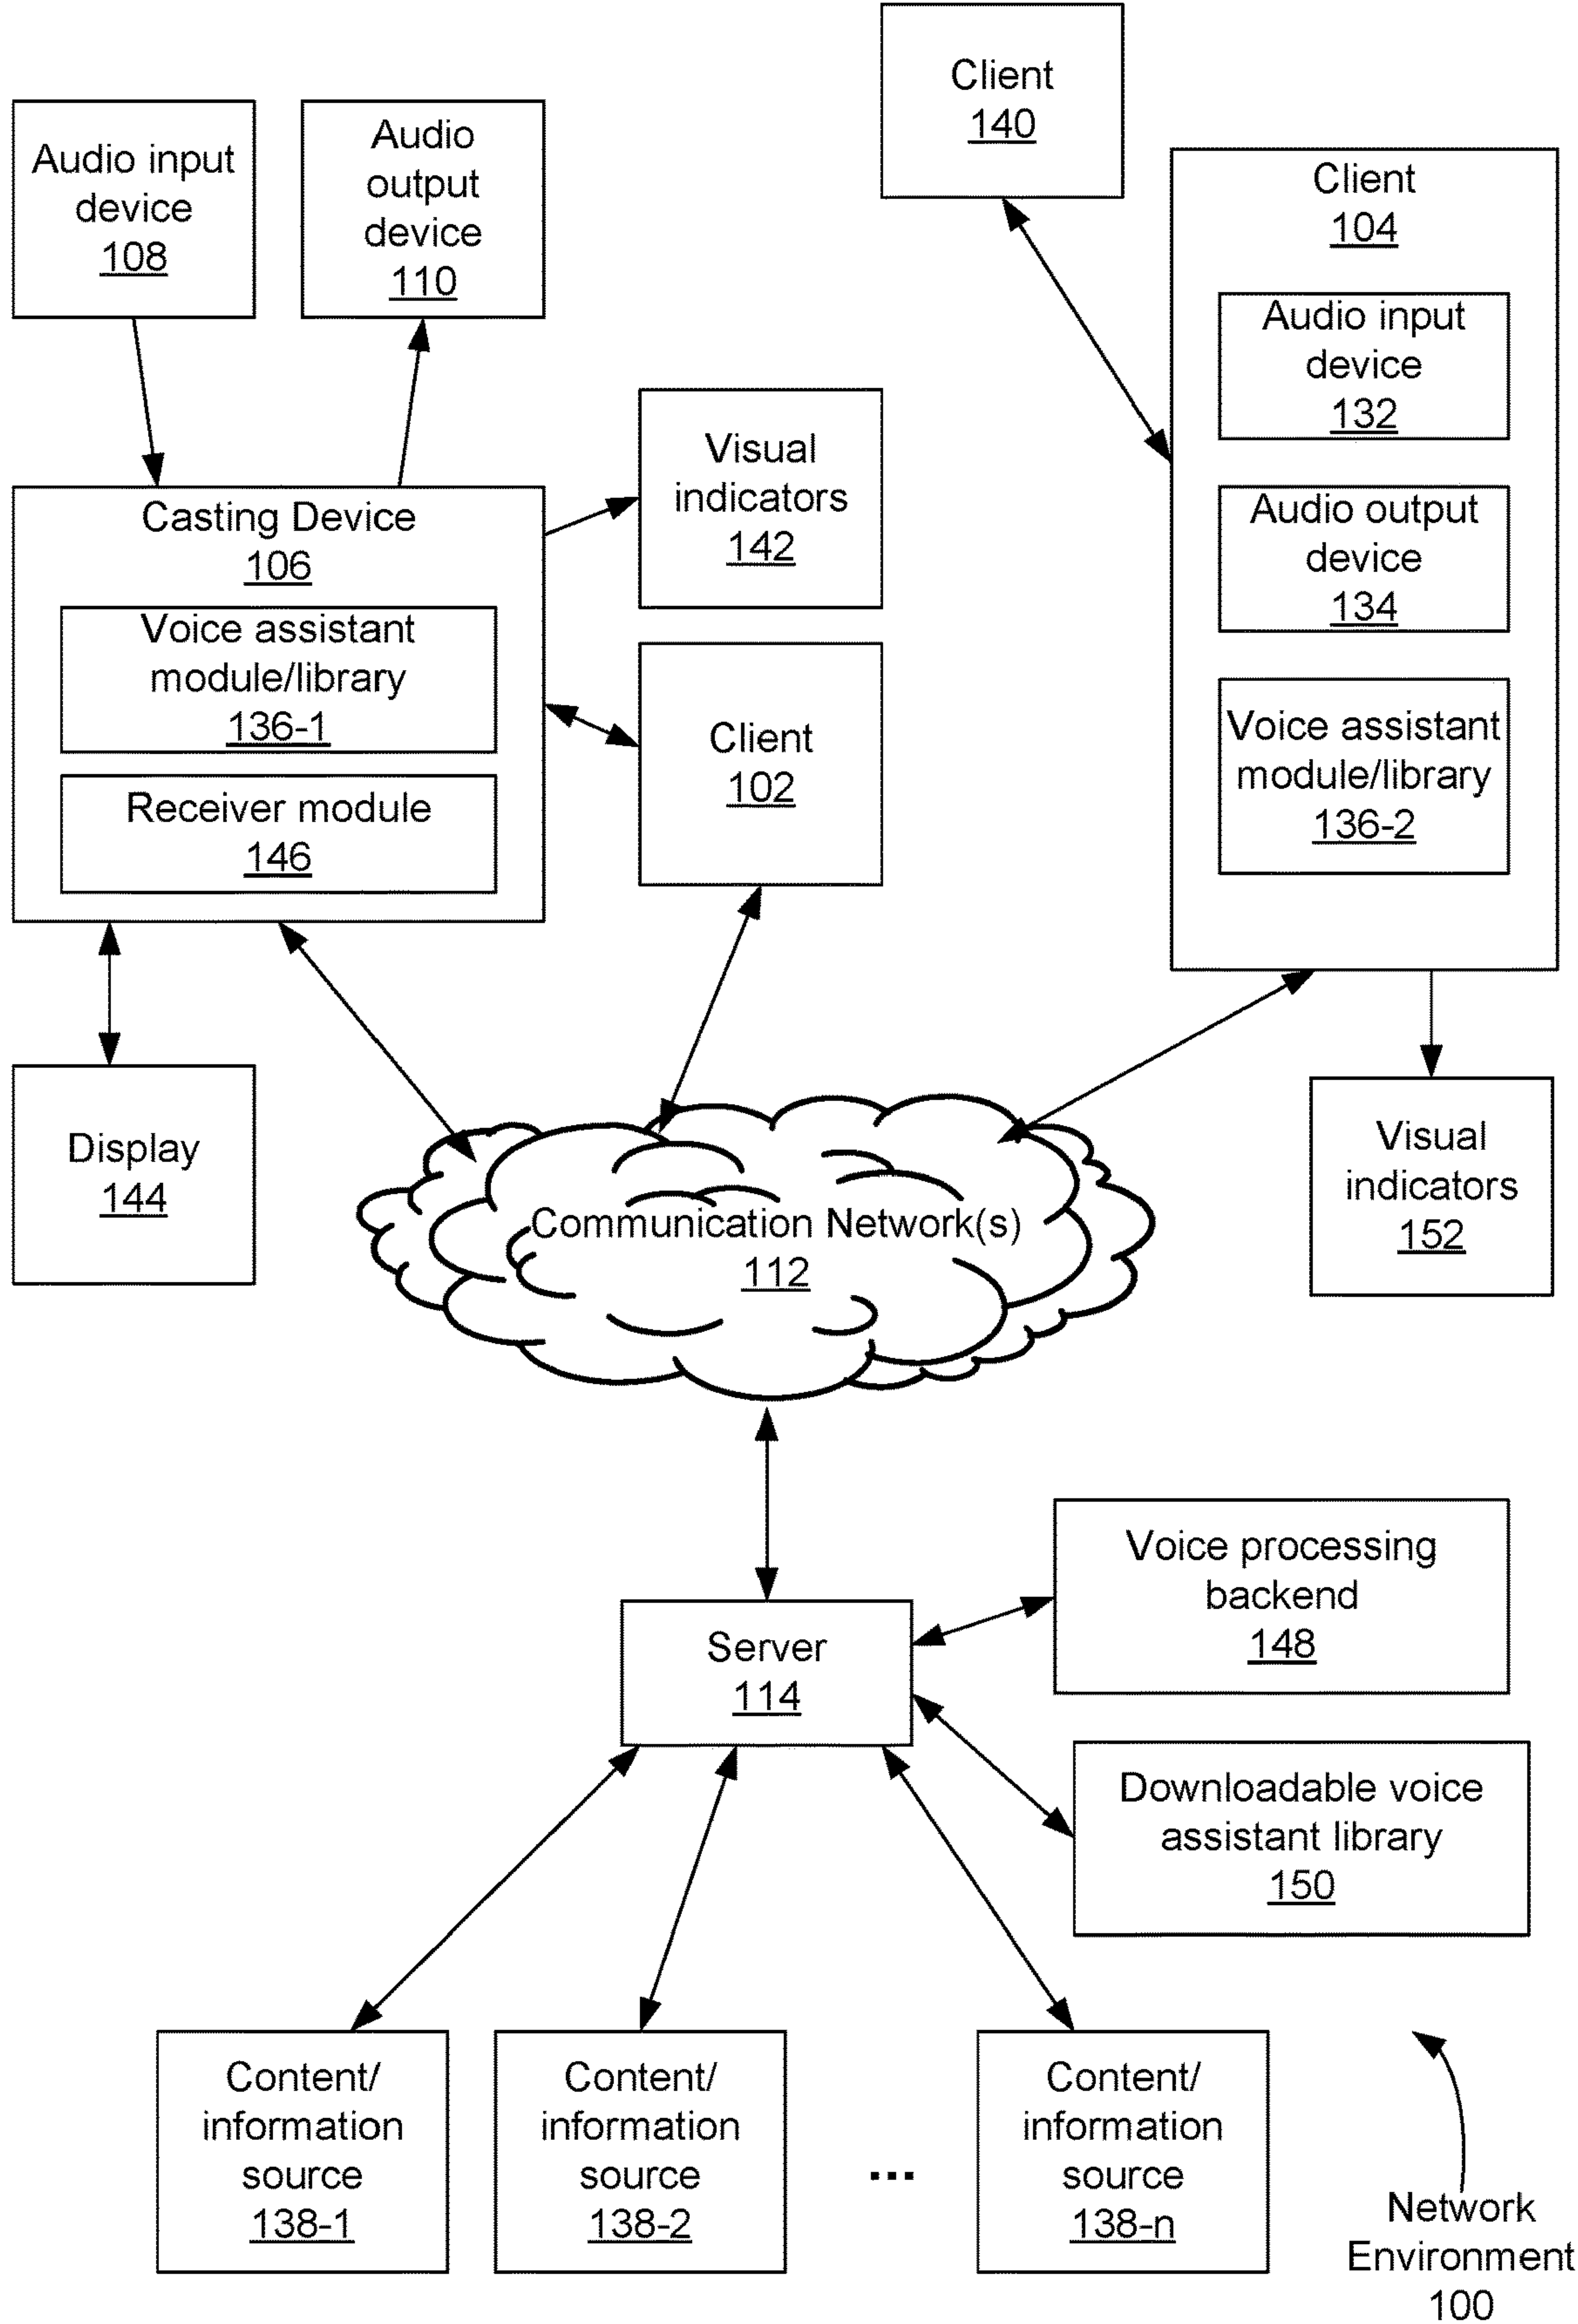 Client
140
Audio input
device
108
Audio
output
device
110
Client
104
Audio input
device
132
Audio output
device
134
Voice assistant
module/library
136-2
Visual
indicators
142
Casting Device
106
Voice assistant
module/library
136-1
Receiver module
146
Client
102
Display
144
Communication Network(s)
112
Visual
indicators
152
Voice processing
backend
148
Server
114
Downloadable voice
assistant library
150
Content/
information
source
138-1
Content/
information
source
138-2
...
Content/
information
source
138-n
Network
Environment
100